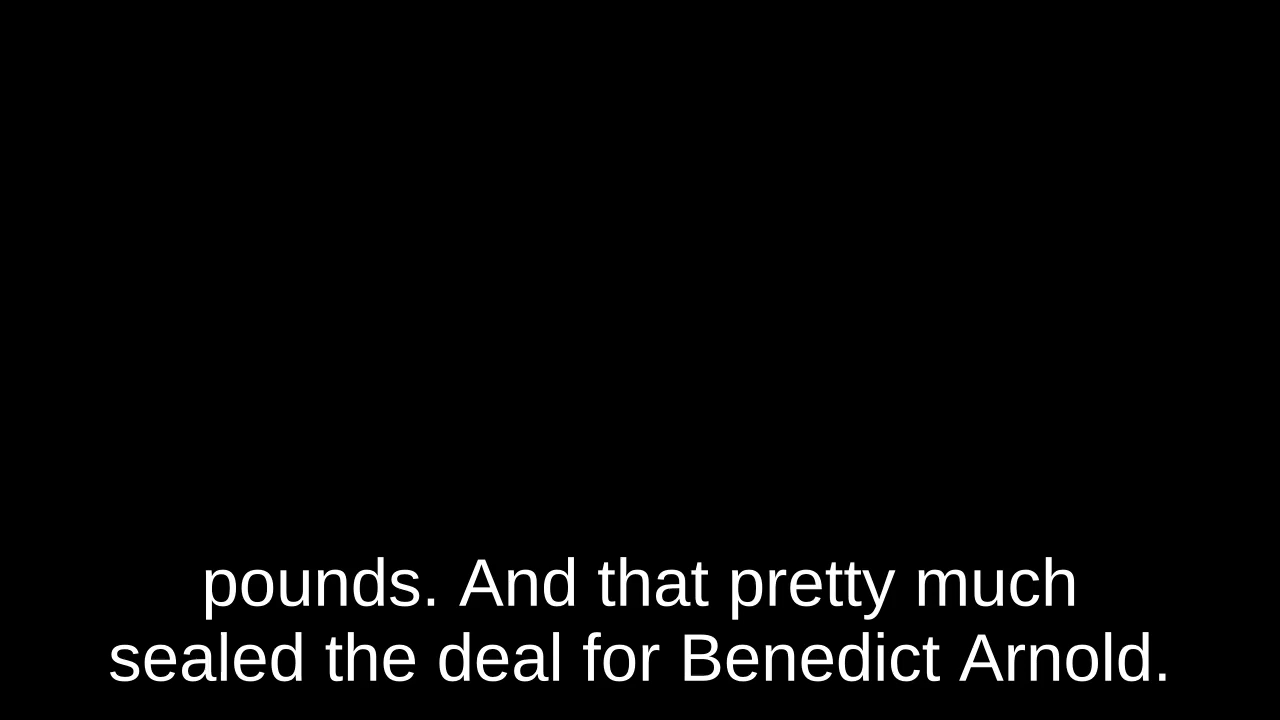 pounds. And that pretty much
sealed the deal for Benedict Arnold.